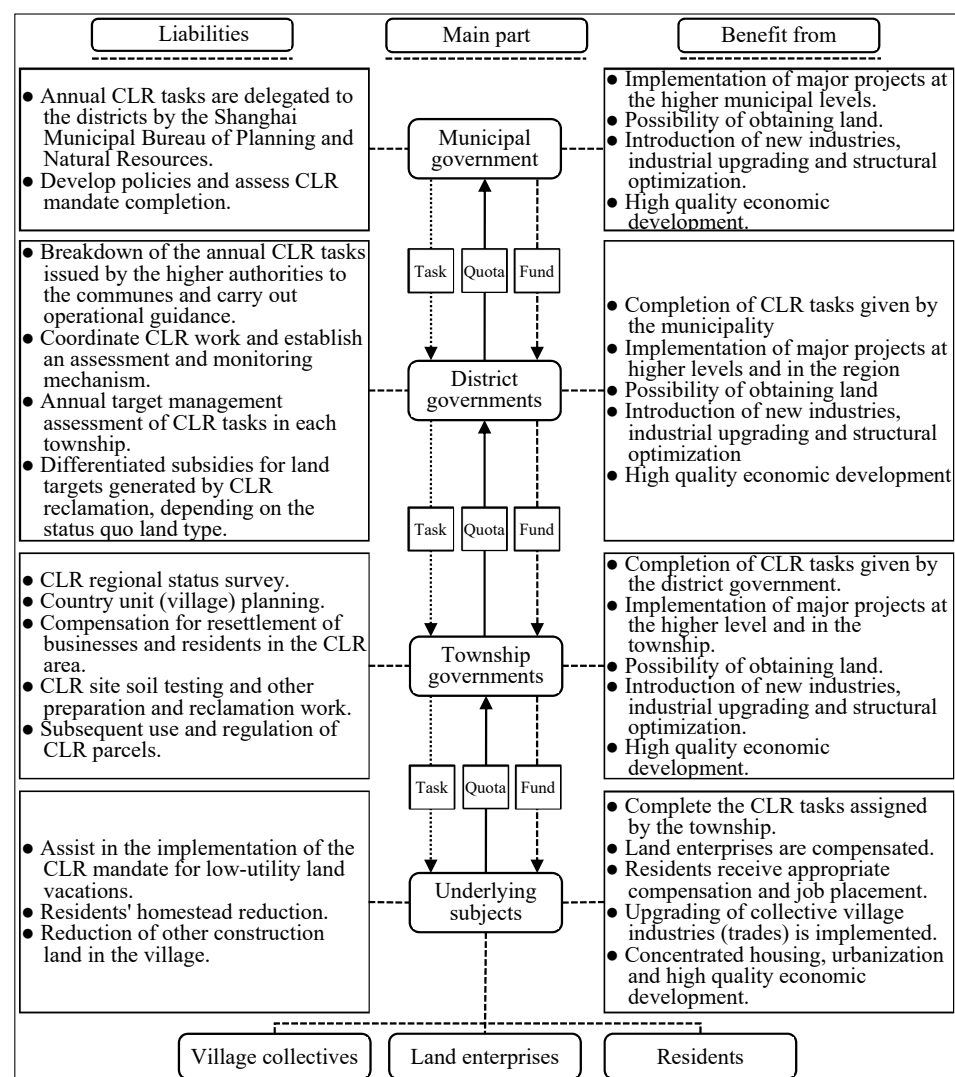 Liabilities
Main part
Benefit from
● Annual CLR tasks are delegated to
the districts by the Shanghai
Municipal Bureau of Planning and
Natural Resources.
● Develop policies and assess CLR
mandate completion.
Municipal
government
● Implementation of major projects at
the higher municipal levels.
● Possibility of obtaining land.
● Introduction of new industries,
industrial upgrading and structural
optimization.
● High quality economic
development.
Task
Quota
Fund
● Breakdown of the annual CLR tasks
issued by the higher authorities to
the communes and carry out
operational guidance.
● Coordinate CLR work and establish
an assessment and monitoring
mechanism.
● Annual target management
assessment of CLR tasks in each
township.
● Differentiated subsidies for land
targets generated by CLR
reclamation, depending on the
status quo land type.
District
governments
● Completion of CLR tasks given by
the municipality
● Implementation of major projects at
higher levels and in the region
● Possibility of obtaining land
● Introduction of new industries,
industrial upgrading and structural
optimization
● High quality economic development
Task
Quota
Fund
● CLR regional status survey.
● Country unit (village) planning.
● Compensation for resettlement of
businesses and residents in the CLR
area.
● CLR site soil testing and other
preparation and reclamation work.
● Subsequent use and regulation of
CLR parcels.
Township
governments
● Completion of CLR tasks given by
the district government.
● Implementation of major projects at
the higher level and in the
township.
● Possibility of obtaining land.
● Introduction of new industries,
industrial upgrading and structural
optimization.
● High quality economic
development.
Task
Quota
Fund
● Assist in the implementation of the
CLR mandate for low-utility land
vacations.
● Residents' homestead reduction.
● Reduction of other construction
land in the village.
Underlying
subjects
● Complete the CLR tasks assigned
by the township.
● Land enterprises are compensated.
● Residents receive appropriate
compensation and job placement.
● Upgrading of collective village
industries (trades) is implemented.
● Concentrated housing, urbanization
and high quality economic
development.
Village collectives
Land enterprises
Residents